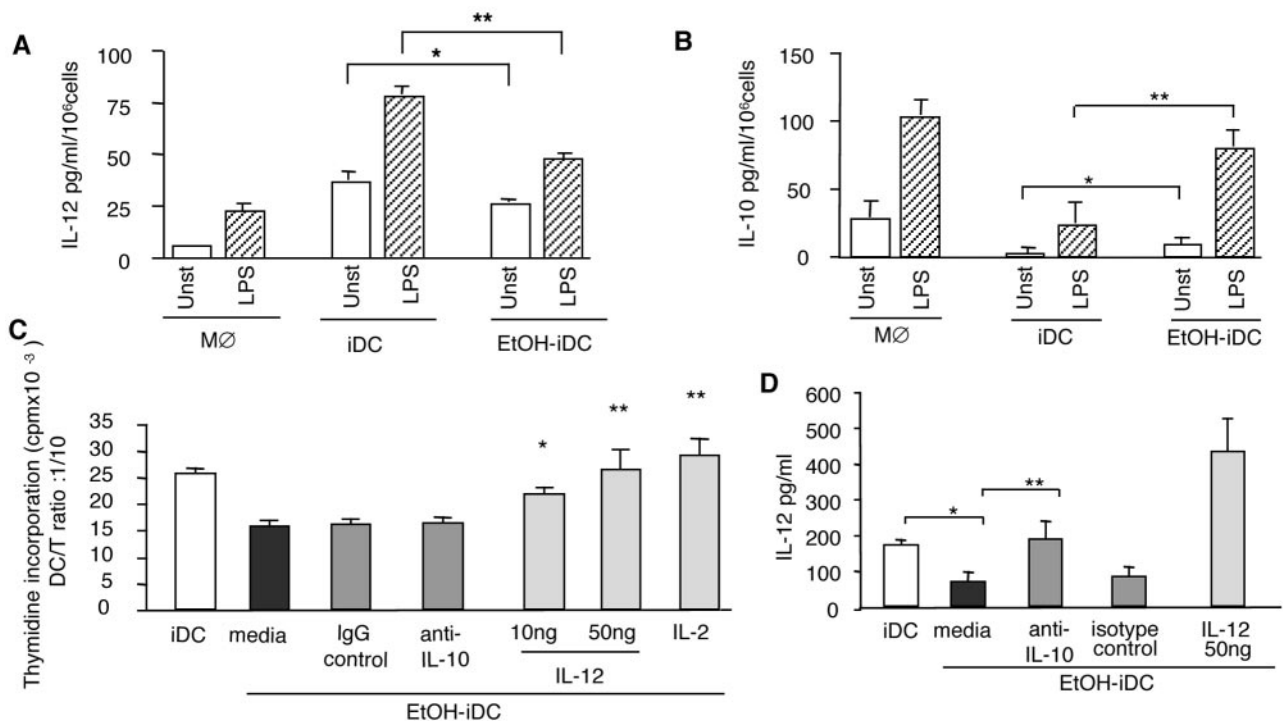 A
IL-12 pg/ml/10⁶cells
100
75
50
25
0
**
*
Unst
LPS
Unst
LPS
Unst
LPS
MØ
iDC
EtOH-iDC
B
IL-10 pg/ml/10⁶cells
150
100
50
0
**
*
Unst
LPS
Unst
LPS
Unst
LPS
MØ
iDC
EtOH-iDC
C
Thymidine incorporation (cpmx10 ⁻³
DC/T ratio :1/10
35
30
25
20
15
10
5
0
*
**
**
iDC
media
IgG
control
anti-
IL-10
10ng
50ng
IL-2
IL-12
EtOH-iDC
D
IL-12 pg/ml
600
500
400
300
200
100
0
*
**
iDC
media
anti-
IL-10
isotype
control
IL-12
50ng
EtOH-iDC